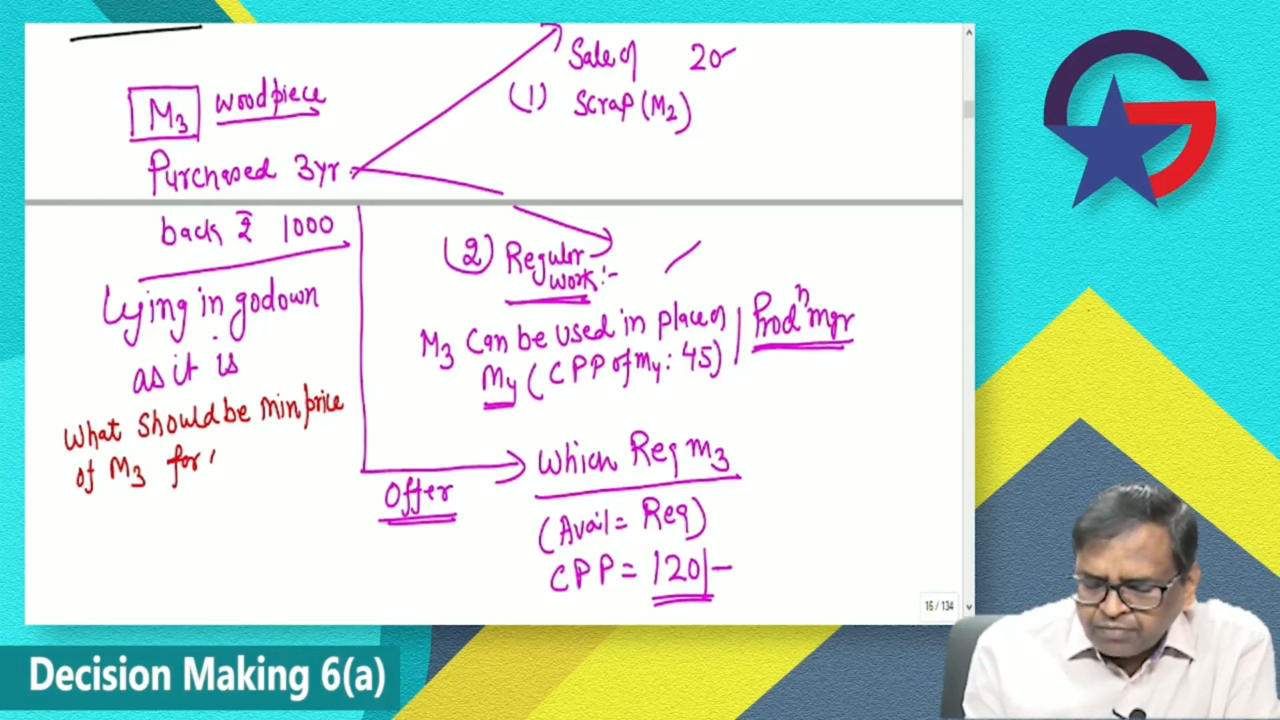 Sale of 20
(1) Scrap (M2)
M3 woodpiece
Purchased 3yr
back ₹ 1000
lying in godown
as it is
What should be min price
of M3 for
(2) Regular
work:-
M3 Can be used in place of
My (CPP of My: 45)
Prodn mgr
Offer
Which Req M3
(Avail = Req)
CPP = 120/-
16 / 134
Decision Making 6(a)